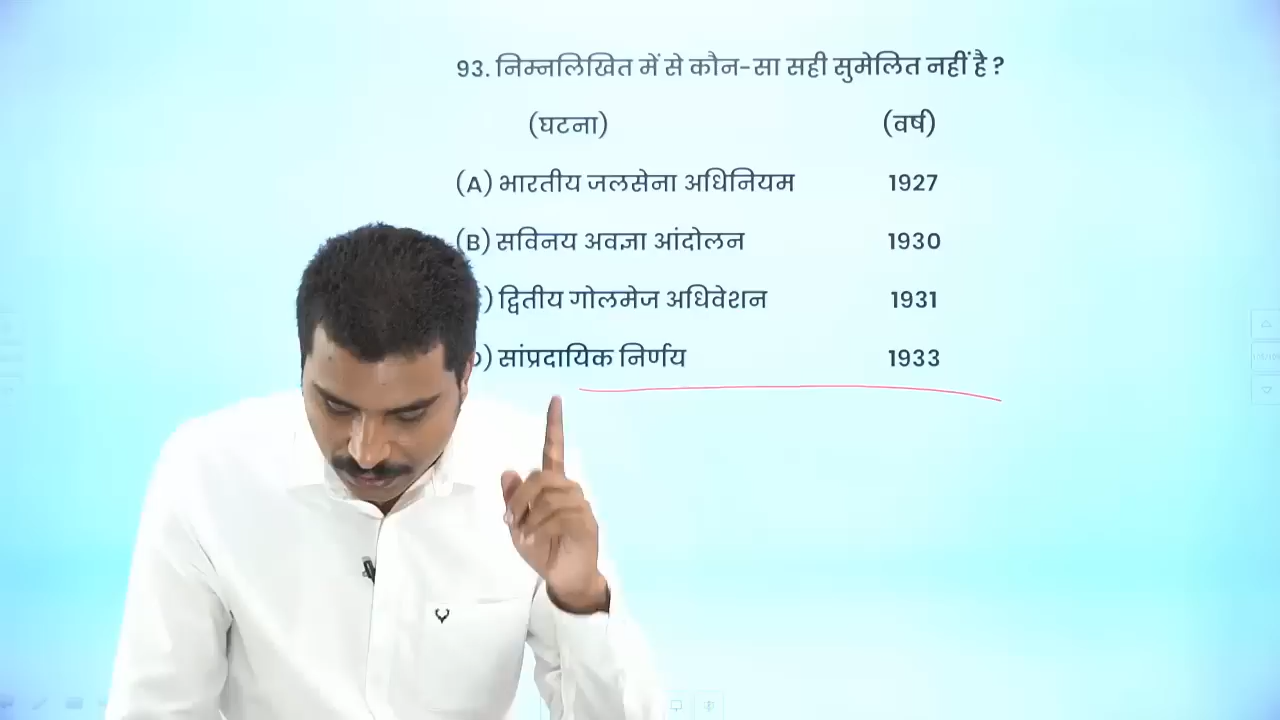 93. निम्नलिखित में से कौन-सा सही सुमेलित नहीं है ?
(घटना) (वर्ष)
(A) भारतीय जलसेना अधिनियम 1927
(B) सविनय अवज्ञा आंदोलन 1930
) द्वितीय गोलमेज अधिवेशन 1931
) सांप्रदायिक निर्णय 1933